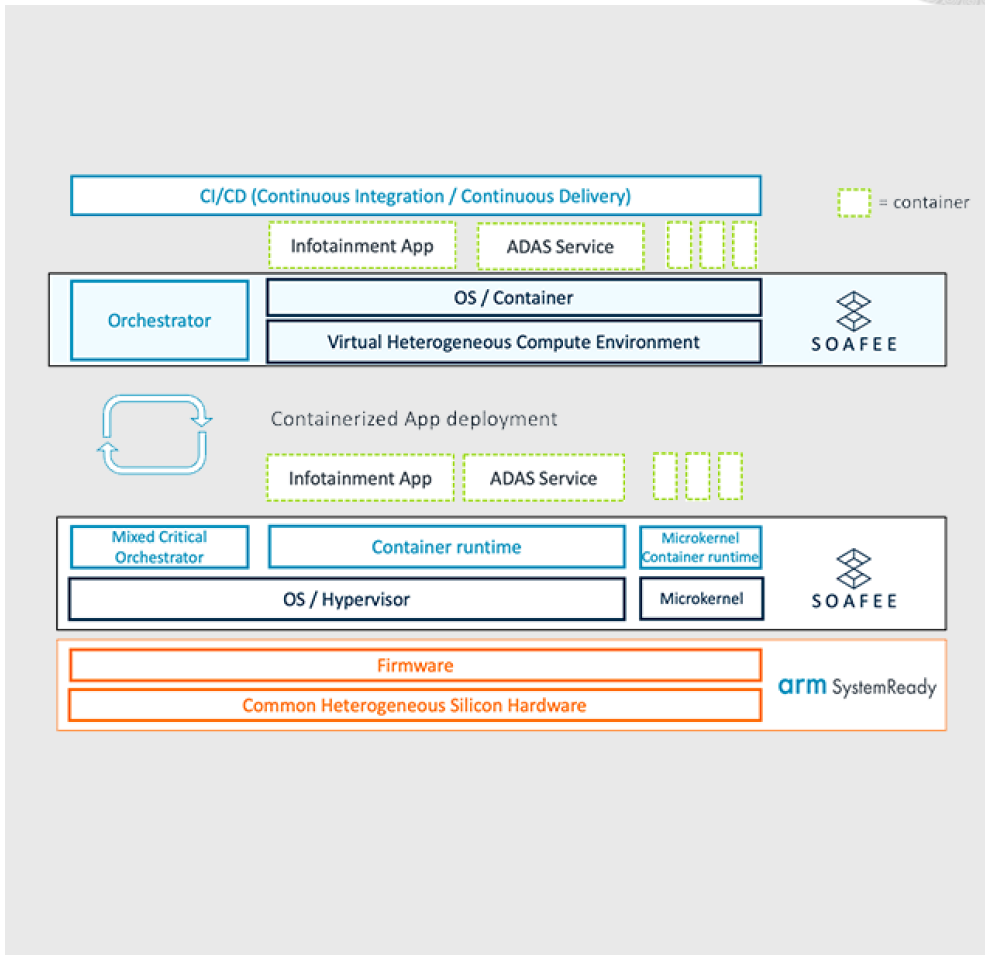 CI/CD (Continuous Integration / Continuous Delivery)
= container
Infotainment App
ADAS Service
Orchestrator
OS / Container
Virtual Heterogeneous Compute Environment
SOAFEE
Containerized App deployment
Infotainment App
ADAS Service
Mixed Critical
Orchestrator
Container runtime
Microkernel
Container runtime
OS / Hypervisor
Microkernel
SOAFEE
Firmware
Common Heterogeneous Silicon Hardware
arm SystemReady